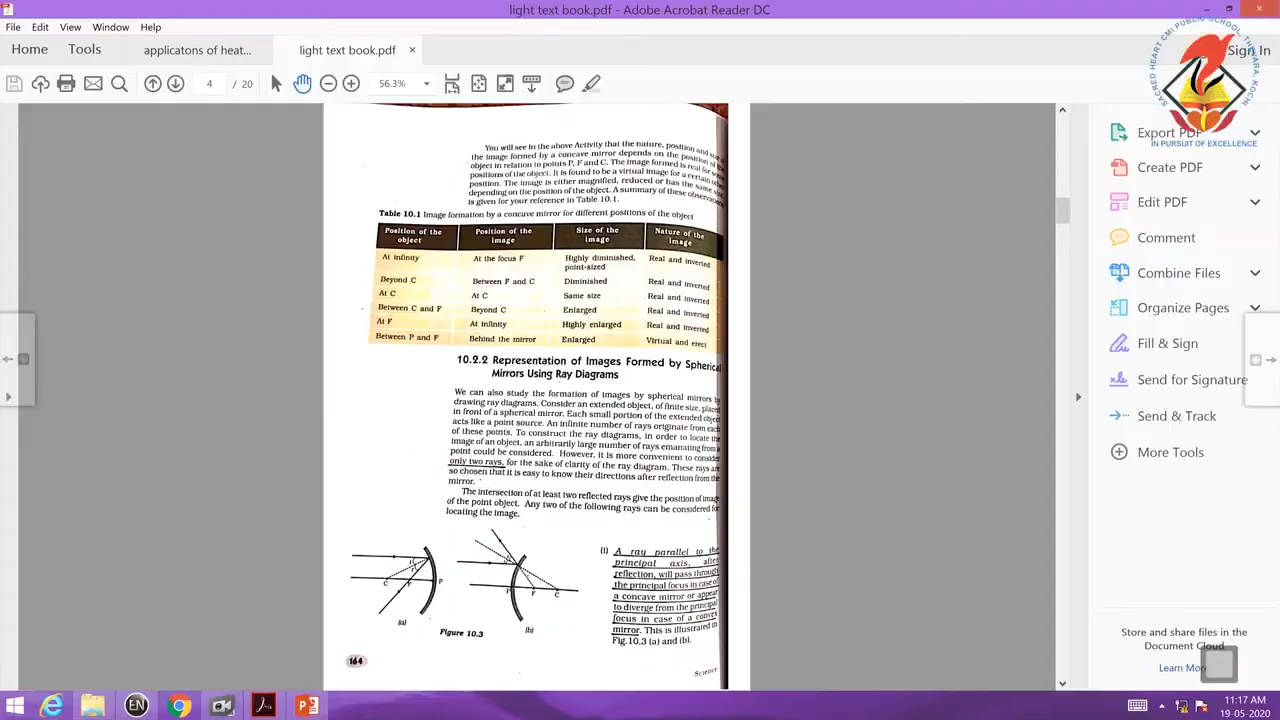 light text book.pdf - Adobe Acrobat Reader DC
File Edit View Window Help
Home Tools applicatons of heat... light text book.pdf × Sign In
4 / 20 56.3%
SACRED HEART CMI PUBLIC SCHOOL, THEVARA, KOCHI
IN PURSUIT OF EXCELLENCE
You will see in the above Activity that the nature, position and size of
the image formed by a concave mirror depends on the position of the
object in relation to points P, F and C. The image formed is real for some
positions of the object. It is found to be a virtual image for a certain other
position. The image is either magnified, reduced or has the same size
depending on the position of the object. A summary of these observations
is given for your reference in Table 10.1.
Table 10.1 Image formation by a concave mirror for different positions of the object
Position of the object Position of the image Size of the image Nature of the image
At infinity At the focus F Highly diminished, point-sized Real and inverted
Beyond C Between F and C Diminished Real and inverted
At C At C Same size Real and inverted
Between C and F Beyond C Enlarged Real and inverted
At F At infinity Highly enlarged Real and inverted
Between P and F Behind the mirror Enlarged Virtual and erect
10.2.2 Representation of Images Formed by Spherical
Mirrors Using Ray Diagrams
We can also study the formation of images by spherical mirrors by
drawing ray diagrams. Consider an extended object, of finite size, placed
in front of a spherical mirror. Each small portion of the extended object
acts like a point source. An infinite number of rays originate from each
of these points. To construct the ray diagrams, in order to locate the
image of an object, an arbitrarily large number of rays emanating from a
point could be considered. However, it is more convenient to consider
only two rays, for the sake of clarity of the ray diagram. These rays are
so chosen that it is easy to know their directions after reflection from the
mirror.
The intersection of at least two reflected rays give the position of image
of the point object. Any two of the following rays can be considered for
locating the image.
C F P
P F C
(a)
(b)
Figure 10.3
(i) A ray parallel to the
principal axis, after
reflection, will pass through
the principal focus in case of
a concave mirror or appear
to diverge from the principal
focus in case of a convex
mirror. This is illustrated in
Fig.10.3 (a) and (b).
164
Science
Export PDF
Create PDF
Edit PDF
Comment
Combine Files
Organize Pages
Fill & Sign
Send for Signature
Send & Track
More Tools
Store and share files in the
Document Cloud
Learn More
EN
11:17 AM
19-05-2020